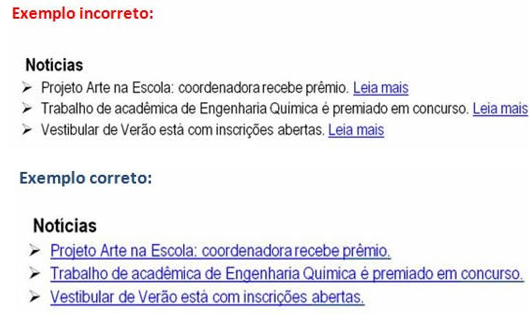 Exemplo incorreto:
Notícias
➢ Projeto Arte na Escola: coordenadora recebe prêmio. Leia mais
➢ Trabalho de acadêmica de Engenharia Química é premiado em concurso. Leia mais
➢ Vestibular de Verão está com inscrições abertas. Leia mais
Exemplo correto:
Notícias
➢ Projeto Arte na Escola: coordenadora recebe prêmio.
➢ Trabalho de acadêmica de Engenharia Química é premiado em concurso.
➢ Vestibular de Verão está com inscrições abertas.